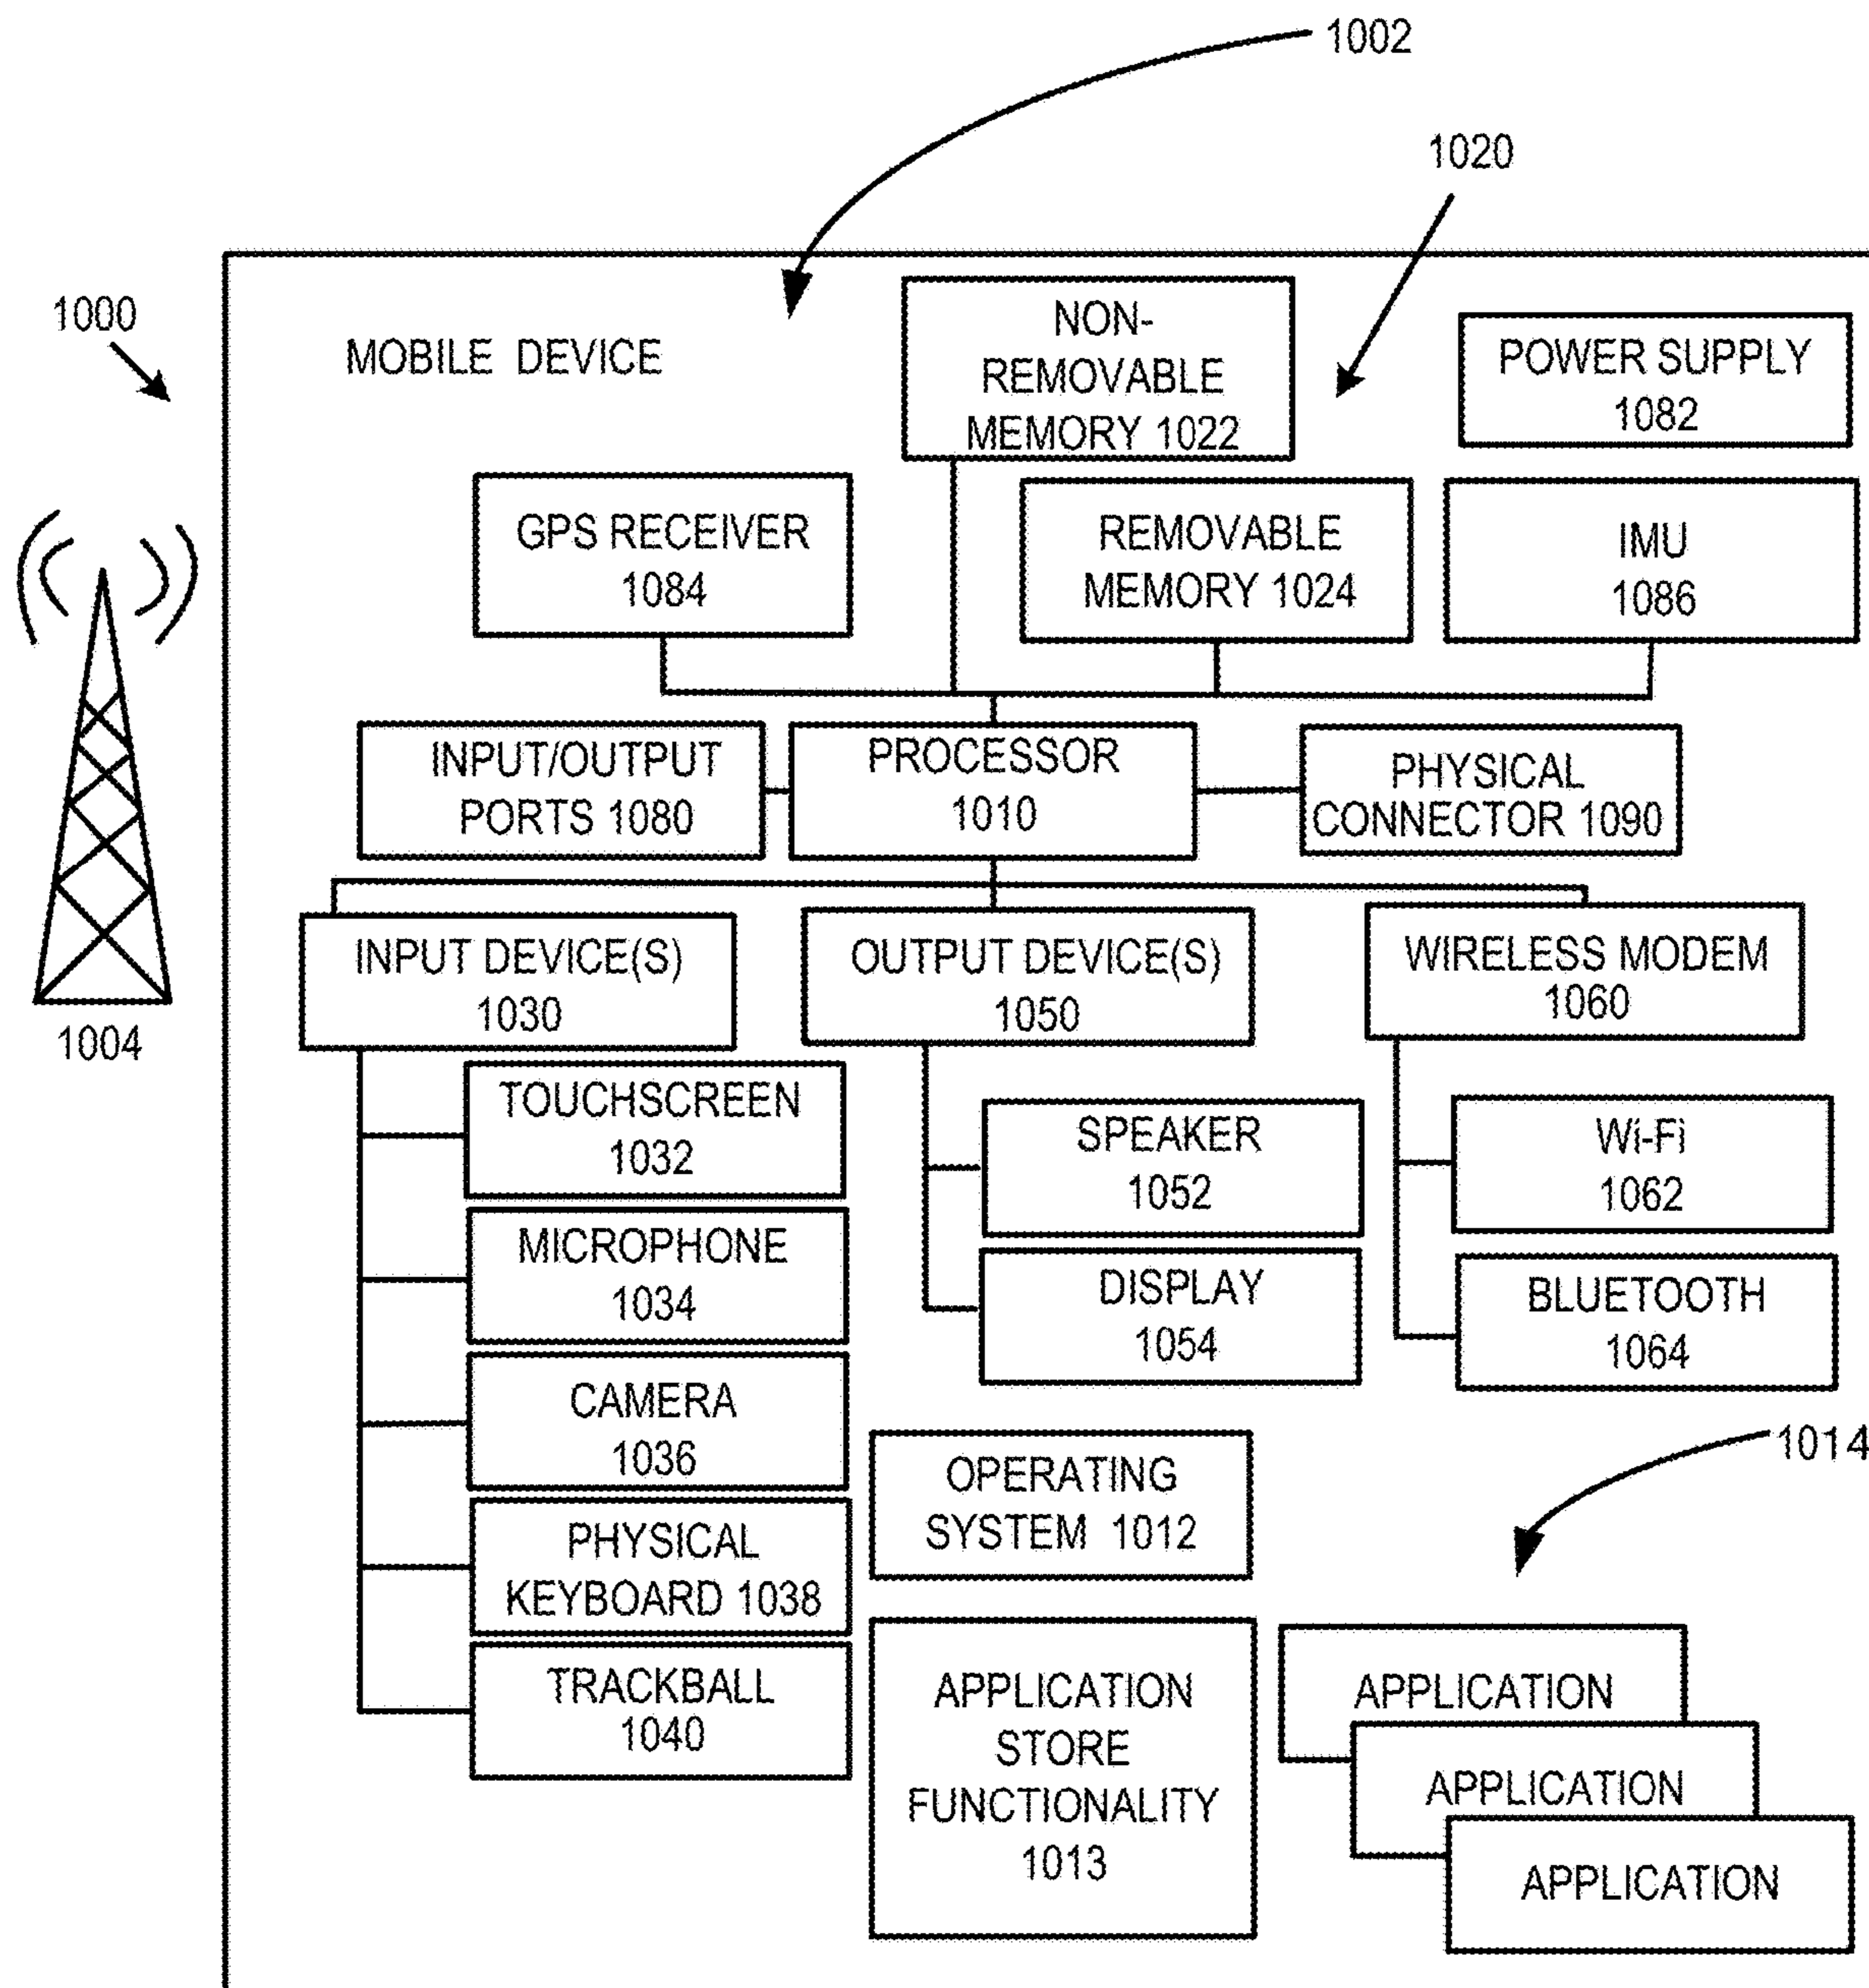 1002
1020
1000
MOBILE DEVICE
NON-
REMOVABLE
MEMORY 1022
POWER SUPPLY
1082
GPS RECEIVER
1084
REMOVABLE
MEMORY 1024
IMU
1086
INPUT/OUTPUT
PORTS 1080
PROCESSOR
1010
PHYSICAL
CONNECTOR 1090
INPUT DEVICE(S)
1030
OUTPUT DEVICE(S)
1050
WIRELESS MODEM
1060
1004
TOUCHSCREEN
1032
MICROPHONE
1034
CAMERA
1036
PHYSICAL
KEYBOARD 1038
TRACKBALL
1040
SPEAKER
1052
DISPLAY
1054
Wi-Fi
1062
BLUETOOTH
1064
OPERATING
SYSTEM 1012
1014
APPLICATION
STORE
FUNCTIONALITY
1013
APPLICATION
APPLICATION
APPLICATION